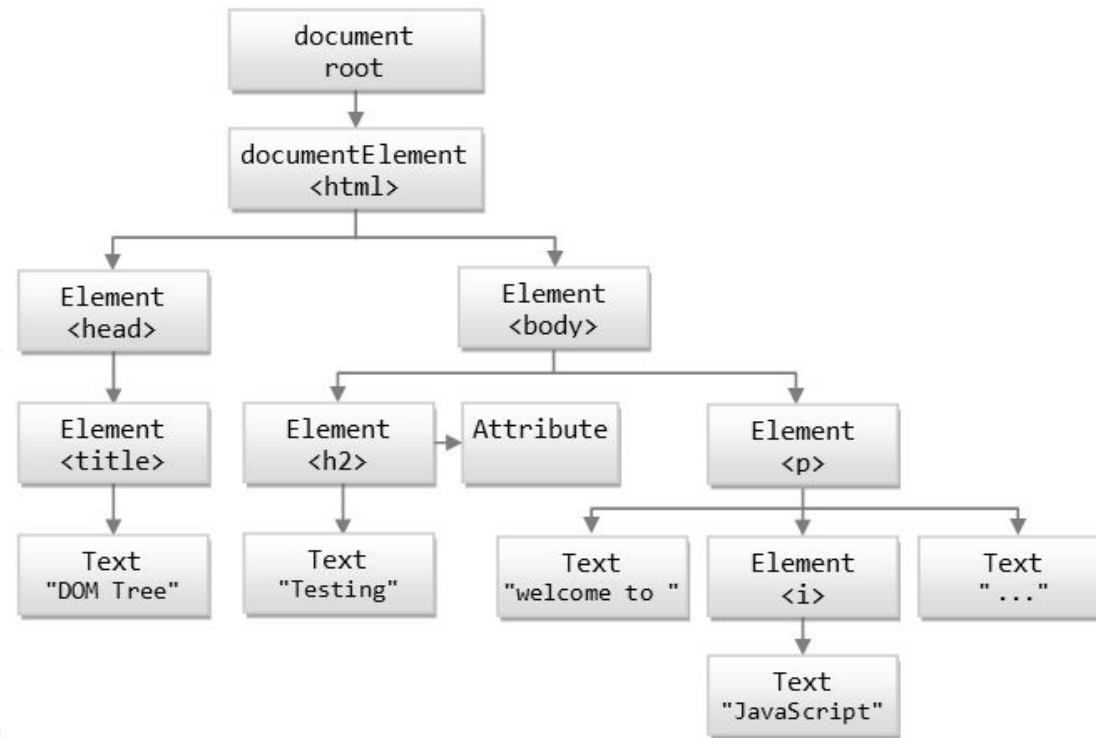 document
root
documentElement
<html>
Element
<head>
Element
<body>
Element
<title>
Element
<h2>
Attribute
Element
<p>
Text
"DOM Tree"
Text
"Testing"
Text
"welcome to "
Element
<i>
Text
" ..."
Text
"JavaScript"